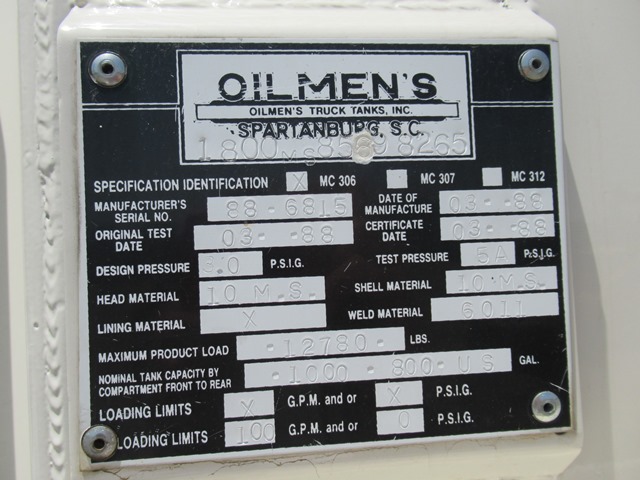 OILMEN'S
OILMEN'S TRUCK TANKS, INC.
SPARTANBURG, S.C.
1800 MS 8265
SPECIFICATION IDENTIFICATION X MC 306 MC 307 MC 312
MANUFACTURER'S SERIAL NO. 88-6815 DATE OF MANUFACTURE 03-88
ORIGINAL TEST DATE 03-88 CERTIFICATE DATE 03-88
DESIGN PRESSURE P.S.I.G. TEST PRESSURE 5A P.S.I.G.
HEAD MATERIAL 10 M.S. SHELL MATERIAL 10 M.S.
LINING MATERIAL X WELD MATERIAL 6011
MAXIMUM PRODUCT LOAD 12780 LBS.
NOMINAL TANK CAPACITY BY COMPARTMENT FRONT TO REAR 1000 - 800 - US GAL.
LOADING LIMITS X G.P.M. and or X P.S.I.G.
LOADING LIMITS 100 G.P.M. and or 0 P.S.I.G.